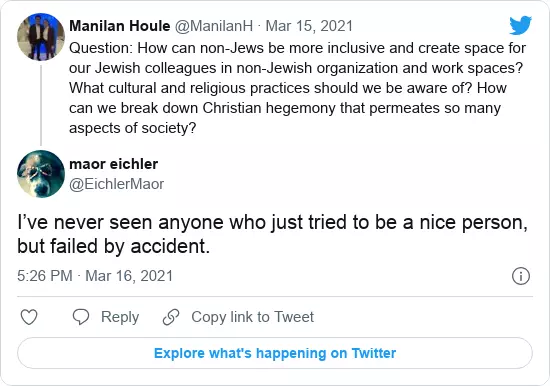 Manilan Houle @ManilanH · Mar 15, 2021
Question: How can non-Jews be more inclusive and create space for
our Jewish colleagues in non-Jewish organization and work spaces?
What cultural and religious practices should we be aware of? How
can we break down Christian hegemony that permeates so many
aspects of society?
maor eichler
@EichlerMaor
I’ve never seen anyone who just tried to be a nice person,
but failed by accident.
5:26 PM · Mar 16, 2021
Reply
Copy link to Tweet
Explore what's happening on Twitter